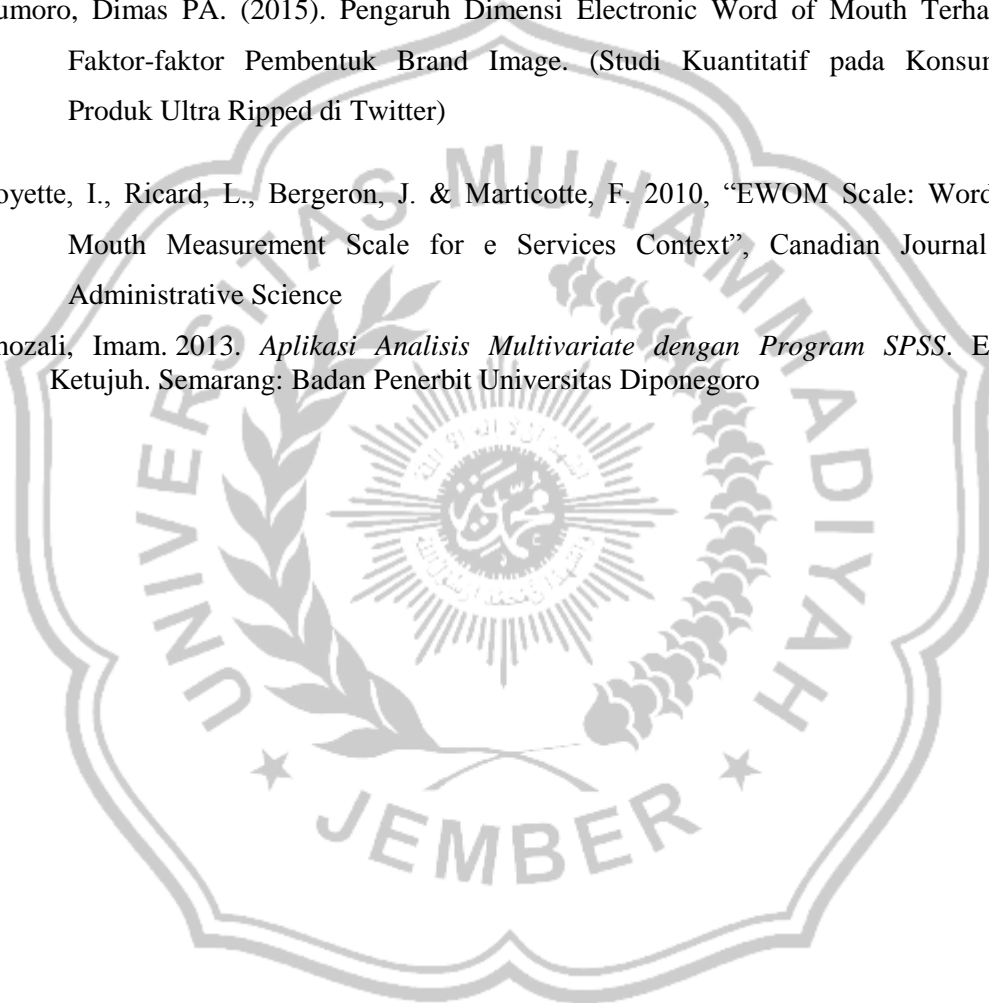 umoro, Dimas PA. (2015). Pengaruh Dimensi Electronic Word of Mouth Terha
Faktor-faktor Pembentuk Brand Image. (Studi Kuantitatif pada Konsu
Produk Ultra Ripped di Twitter)
oyette, I., Ricard, L., Bergeron, J. & Marticotte, F. 2010, “EWOM Scale: Word
Mouth Measurement Scale for e Services Context”, Canadian Journal
Administrative Science
hozali, Imam. 2013. Aplikasi Analisis Multivariate dengan Program SPSS. E
Ketujuh. Semarang: Badan Penerbit Universitas Diponegoro
UNIVERSITAS MUHAMMADIYAH
JEMBER